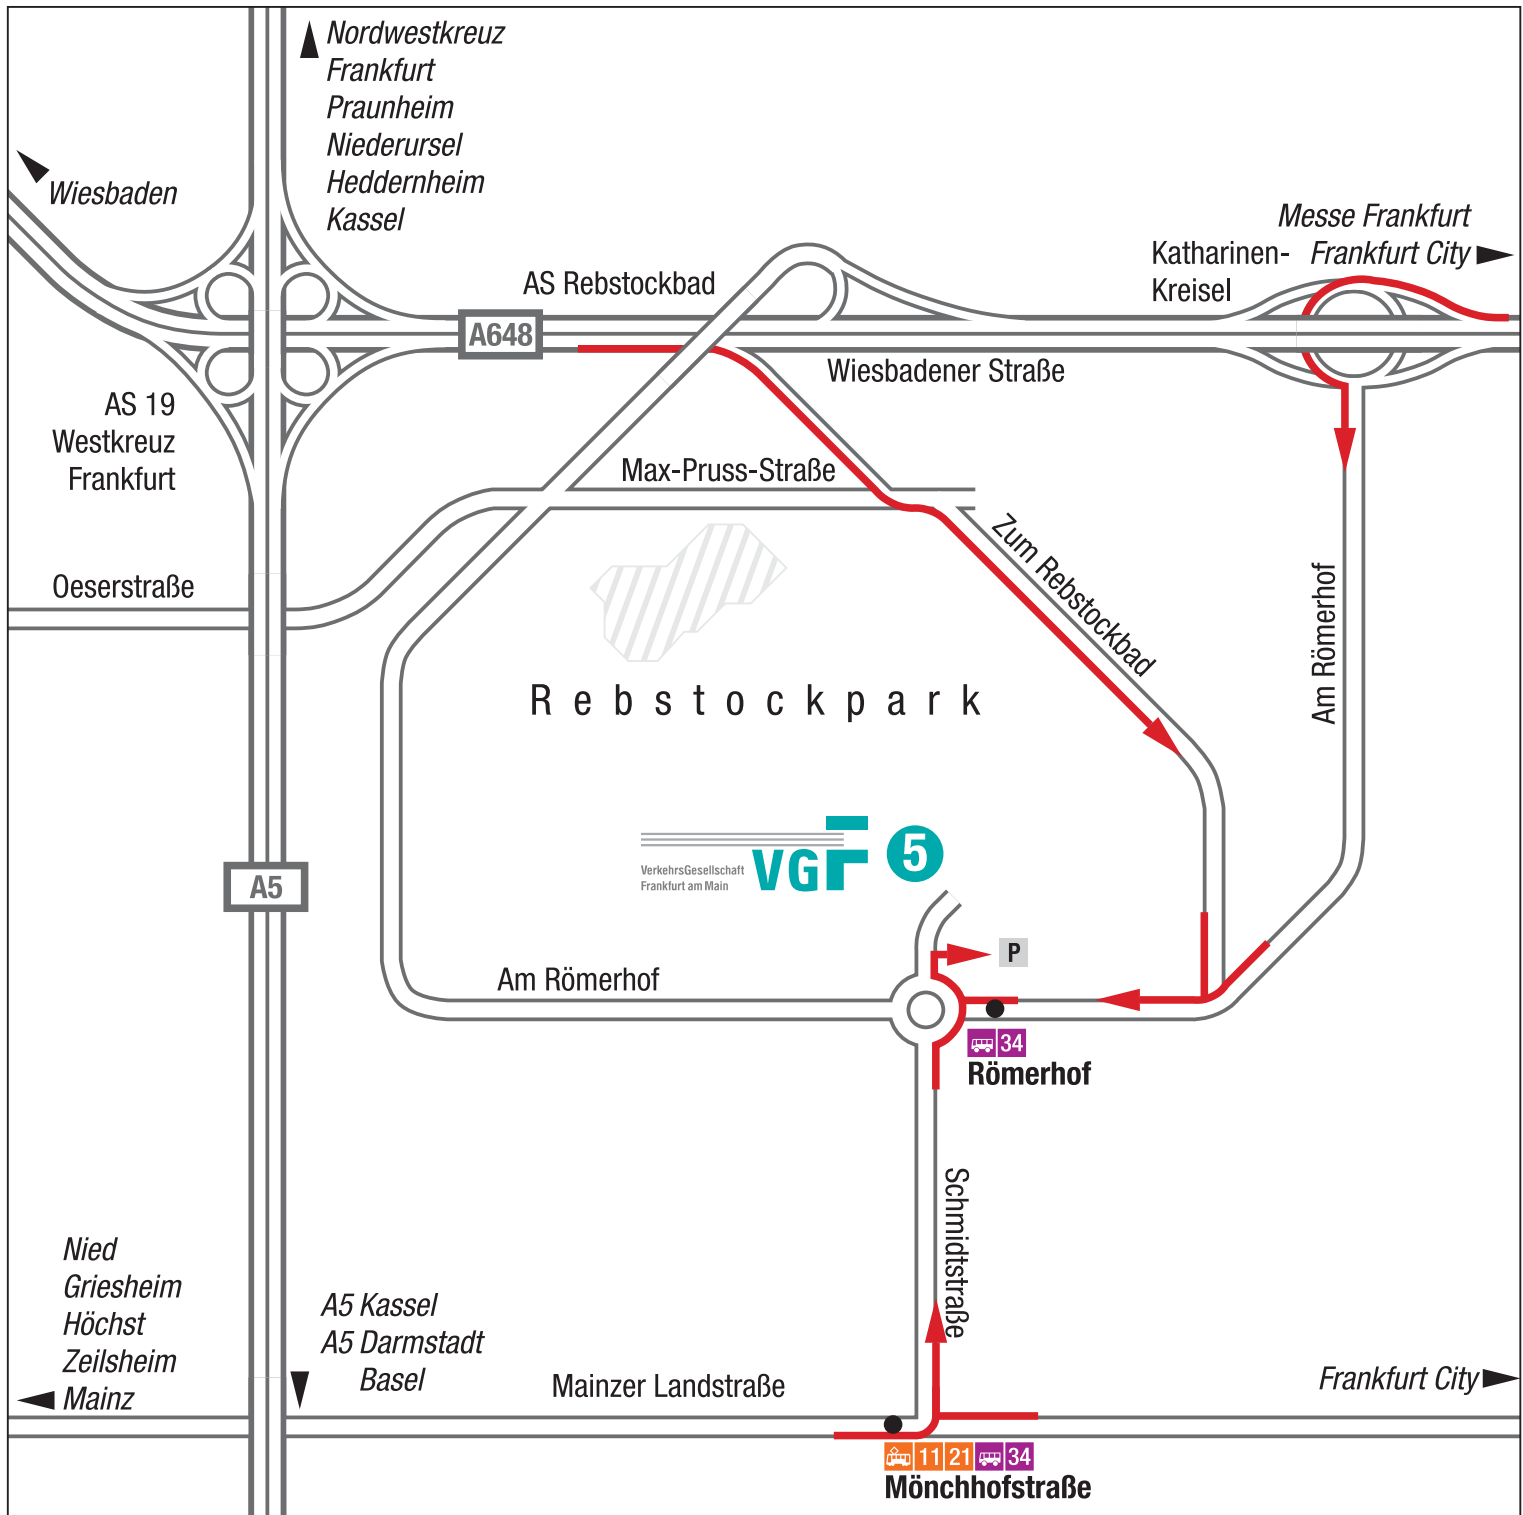 Nordwestkreuz
Frankfurt
Praunheim
Niederursel
Heddernheim
Kassel
Wiesbaden
Messe Frankfurt
Frankfurt City
Katharinen-
Kreisel
AS Rebstockbad
A648
Wiesbadener Straße
AS 19
Westkreuz
Frankfurt
Max-Pruss-Straße
Zum Rebstockbad
Oeserstraße
Am Römerhof
Rebstockpark
VerkehrsGesellschaft
Frankfurt am Main
VGF
5
A5
P
Am Römerhof
34
Römerhof
Schmidtstraße
Nied
Griesheim
Höchst
Zeilsheim
Mainz
A5 Kassel
A5 Darmstadt
Basel
Mainzer Landstraße
Frankfurt City
11 21 34
Mönchhofstraße